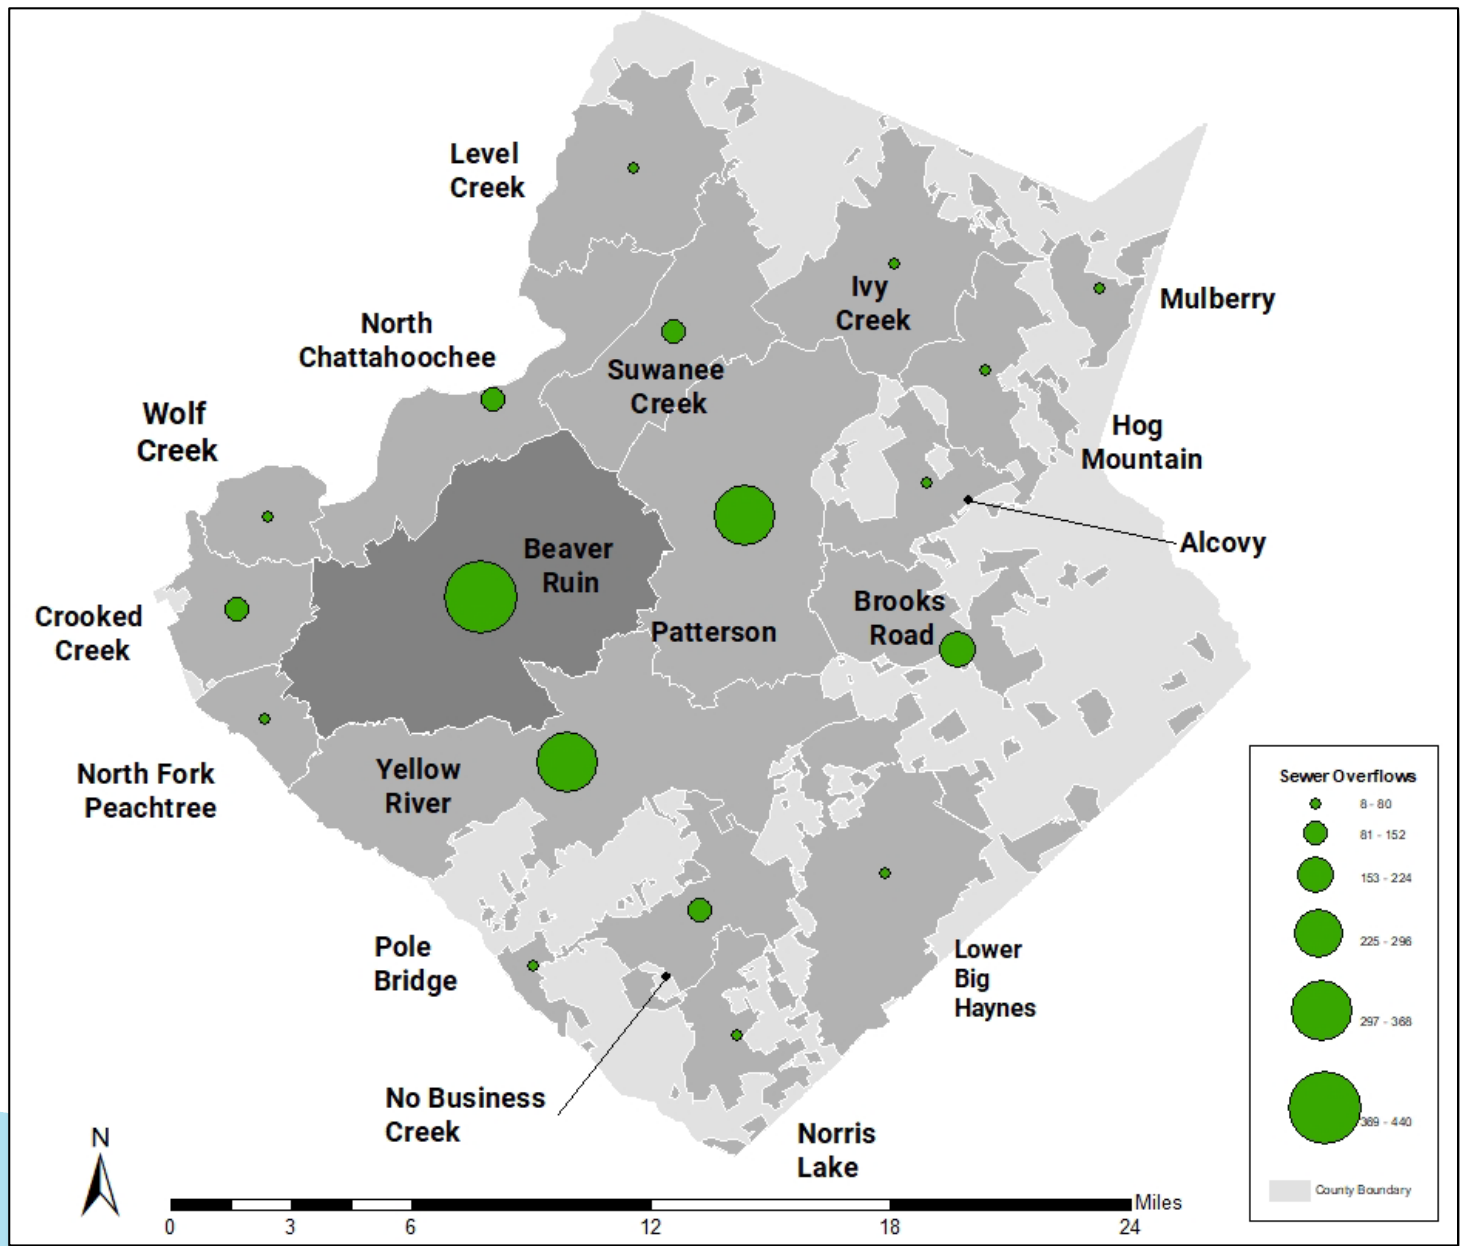 Level
Creek
Ivy
Creek
Mulberry
North
Chattahoochee
Suwanee
Creek
Wolf
Creek
Hog
Mountain
Alcovy
Beaver
Ruin
Brooks
Road
Crooked
Creek
Patterson
North Fork
Peachtree
Yellow
River
Pole
Bridge
Lower
Big
Haynes
No Business
Creek
Norris
Lake
Sewer Overflows
8 - 80
81 - 152
153 - 224
225 - 296
297 - 368
369 - 440
County Boundary
N
Miles
0 3 6 12 18 24